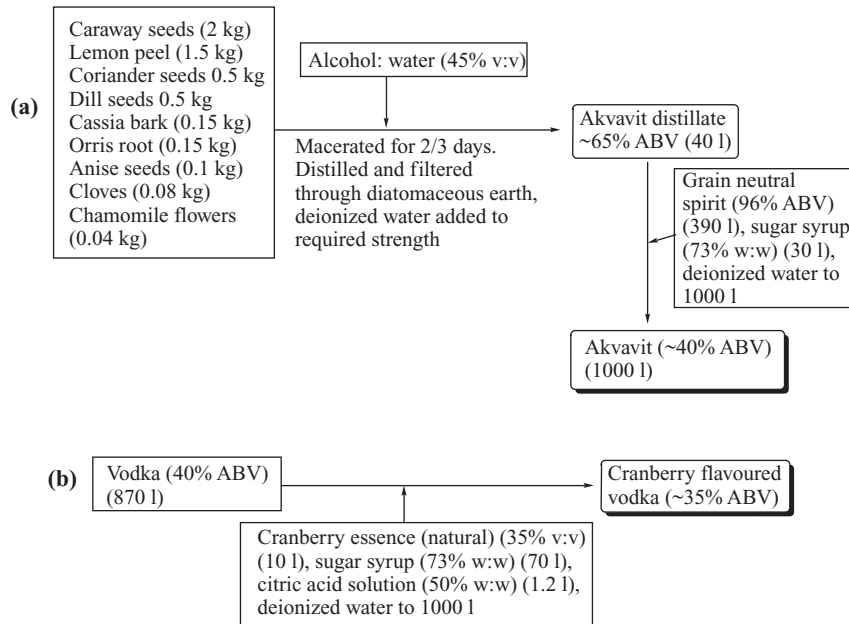 (a)
Caraway seeds (2 kg)
Lemon peel (1.5 kg)
Coriander seeds 0.5 kg
Dill seeds 0.5 kg
Cassia bark (0.15 kg)
Orris root (0.15 kg)
Anise seeds (0.1 kg)
Cloves (0.08 kg)
Chamomile flowers
(0.04 kg)
Alcohol: water (45% v:v)
Macerated for 2/3 days.
Distilled and filtered
through diatomaceous earth,
deionized water added to
required strength
Akvavit distillate
~65% ABV (40 l)
Grain neutral
spirit (96% ABV)
(390 l), sugar syrup
(73% w:w) (30 l),
deionized water to
1000 l
Akvavit (~40% ABV)
(1000 l)
(b)
Vodka (40% ABV)
(870 l)
Cranberry essence (natural) (35% v:v)
(10 l), sugar syrup (73% w:w) (70 l),
citric acid solution (50% w:w) (1.2 l),
deionized water to 1000 l
Cranberry flavoured
vodka (~35% ABV)